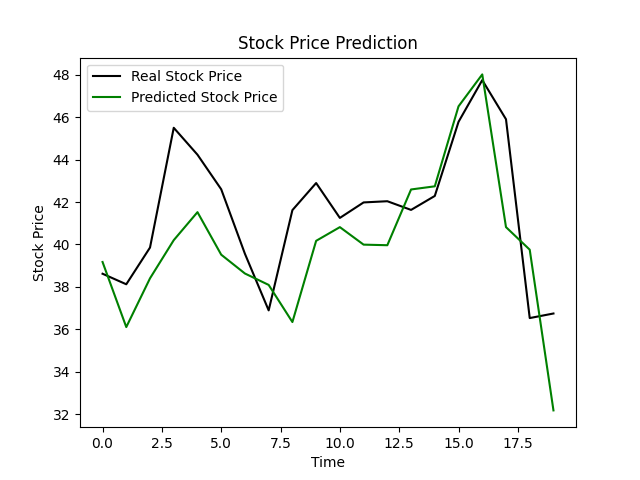 Stock Price Prediction
Real Stock Price
Predicted Stock Price
48
46
44
42
40
38
36
34
32
Stock Price
0.0 2.5 5.0 7.5 10.0 12.5 15.0 17.5
Time